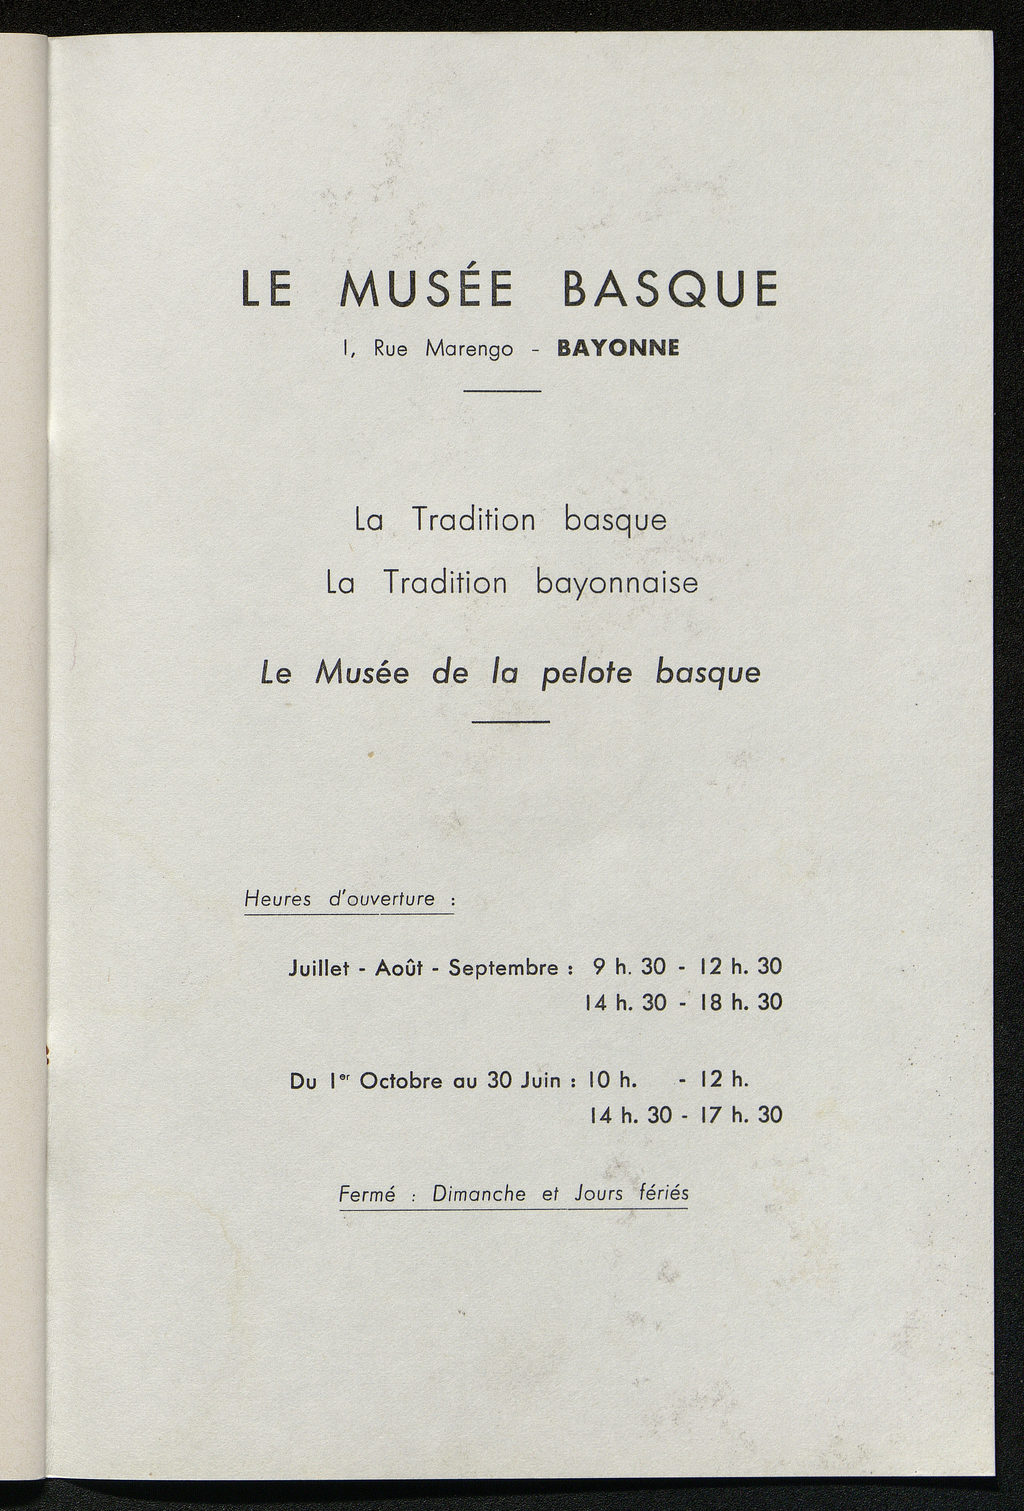 LE MUSÉE BASQUE
1, Rue Marengo - BAYONNE
La Tradition basque
La Tradition bayonnaise
Le Musée de la pelote basque
Heures d'ouverture :
Juillet - Août - Septembre : 9 h. 30 - 12 h. 30
14 h. 30 - 18 h. 30
Du 1er Octobre au 30 Juin : 10 h. - 12 h.
14 h. 30 - 17 h. 30
Fermé : Dimanche et Jours fériés